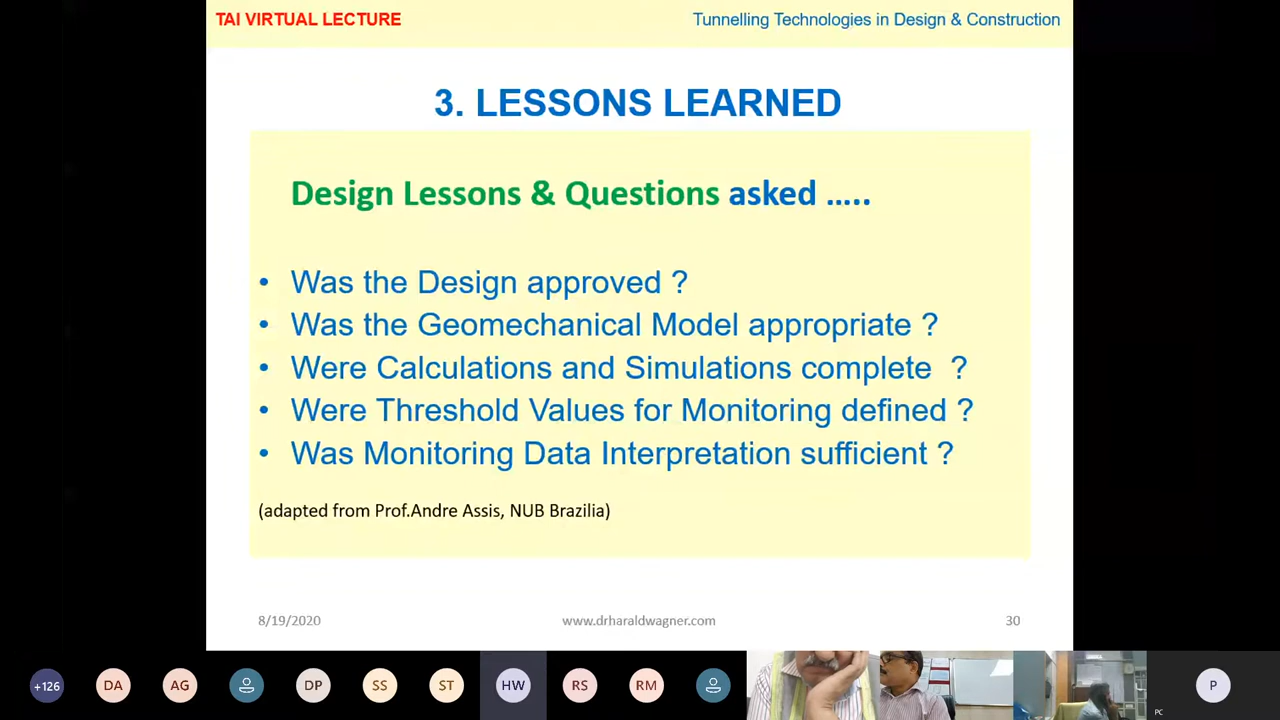 TAI VIRTUAL LECTURE
Tunnelling Technologies in Design & Construction
3. LESSONS LEARNED
Design Lessons & Questions asked .....
• Was the Design approved ?
• Was the Geomechanical Model appropriate ?
• Were Calculations and Simulations complete ?
• Were Threshold Values for Monitoring defined ?
• Was Monitoring Data Interpretation sufficient ?
(adapted from Prof.Andre Assis, NUB Brazilia)
8/19/2020
www.drharaldwagner.com
30
+126
DA
AG
DP
SS
ST
HW
RS
RM
PC
P